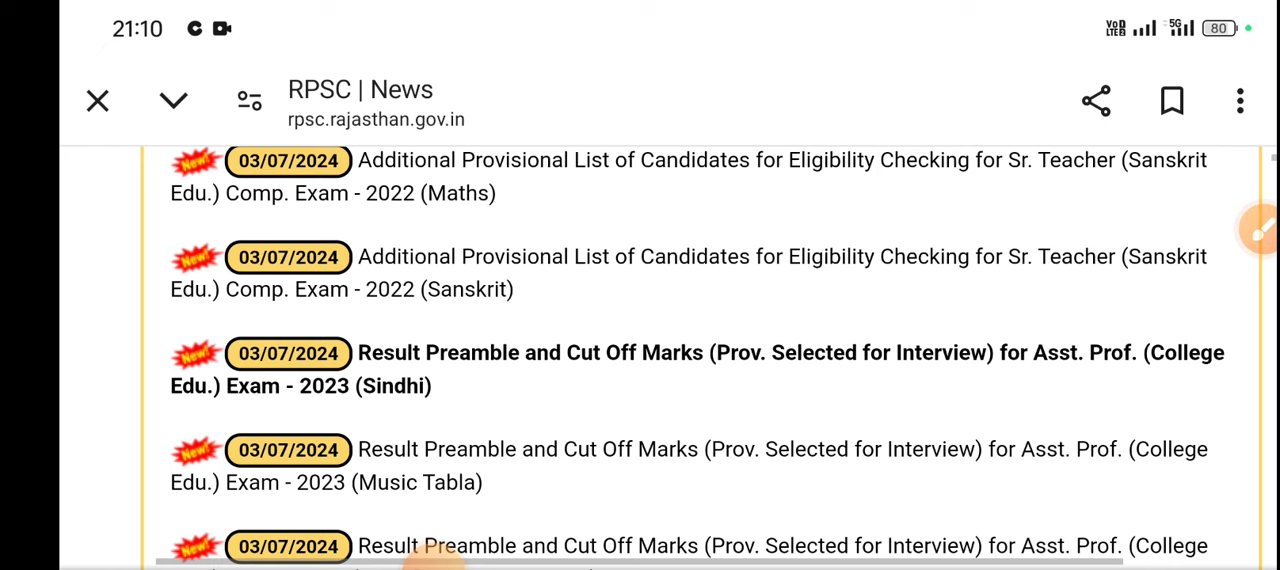 21:10
VoD LTE2 5G 80
RPSC | News
rpsc.rajasthan.gov.in
New! 03/07/2024 Additional Provisional List of Candidates for Eligibility Checking for Sr. Teacher (Sanskrit
Edu.) Comp. Exam - 2022 (Maths)
New! 03/07/2024 Additional Provisional List of Candidates for Eligibility Checking for Sr. Teacher (Sanskrit
Edu.) Comp. Exam - 2022 (Sanskrit)
New! 03/07/2024 Result Preamble and Cut Off Marks (Prov. Selected for Interview) for Asst. Prof. (College
Edu.) Exam - 2023 (Sindhi)
New! 03/07/2024 Result Preamble and Cut Off Marks (Prov. Selected for Interview) for Asst. Prof. (College
Edu.) Exam - 2023 (Music Tabla)
New! 03/07/2024 Result Preamble and Cut Off Marks (Prov. Selected for Interview) for Asst. Prof. (College